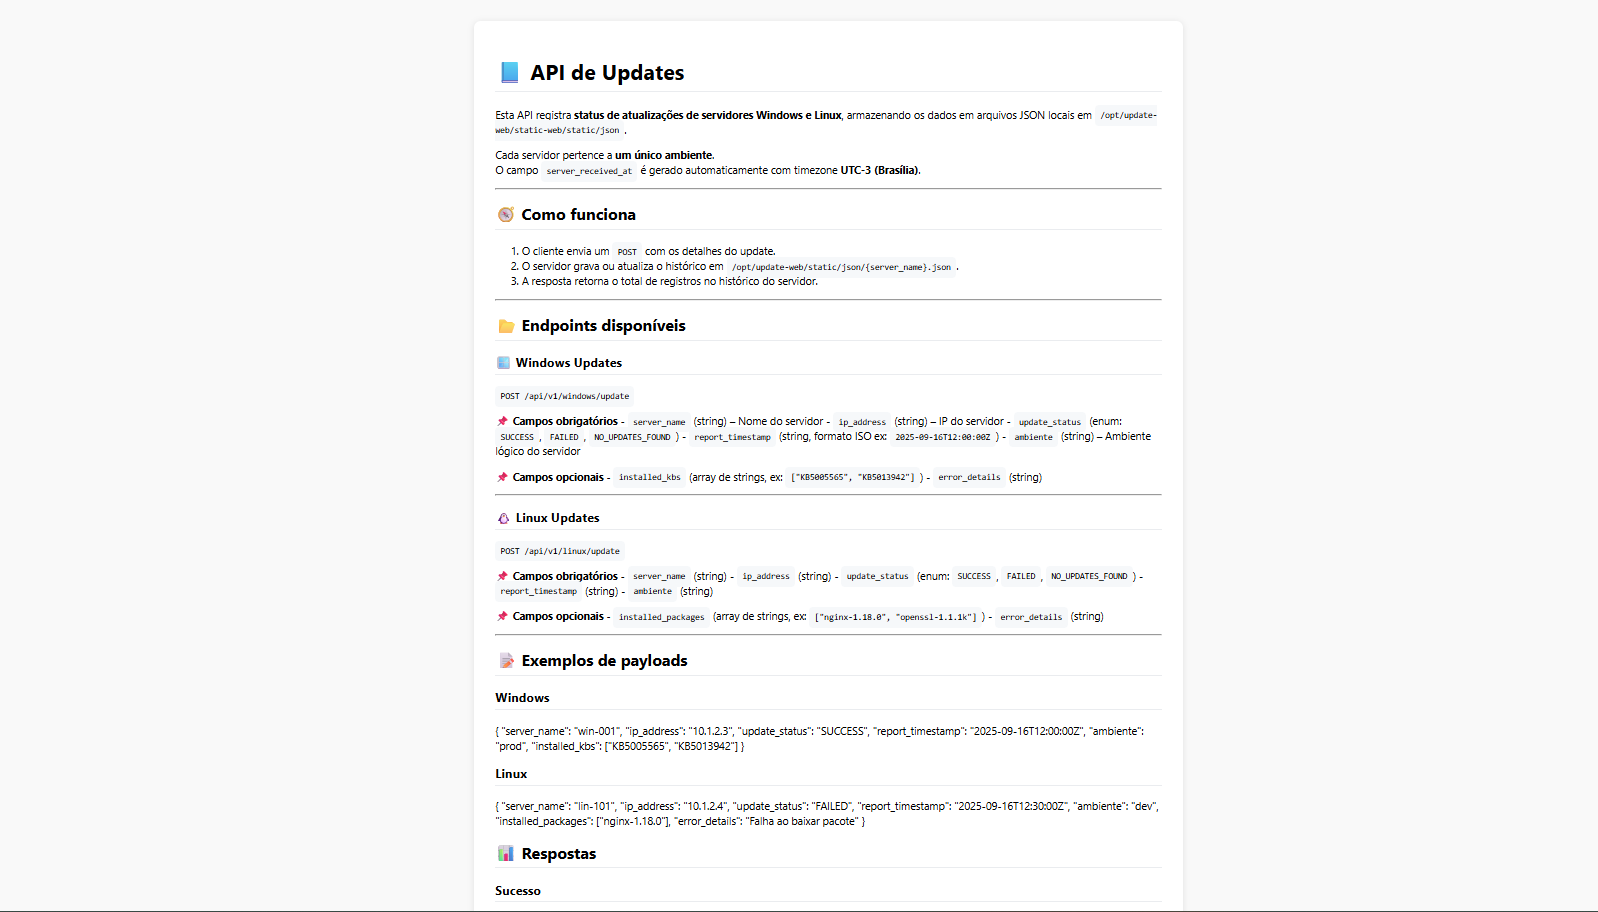 API de Updates
Esta API registra status de atualizações de servidores Windows e Linux, armazenando os dados em arquivos JSON locais em /opt/update-
web/static-web/static/json .
Cada servidor pertence a um único ambiente.
O campo server_received_at é gerado automaticamente com timezone UTC-3 (Brasília).
Como funciona
1. O cliente envia um POST com os detalhes do update.
2. O servidor grava ou atualiza o histórico em /opt/update-web/static/json/{server_name}.json .
3. A resposta retorna o total de registros no histórico do servidor.
Endpoints disponíveis
Windows Updates
POST /api/v1/windows/update
Campos obrigatórios - server_name (string) – Nome do servidor - ip_address (string) – IP do servidor - update_status (enum:
SUCCESS , FAILED , NO_UPDATES_FOUND ) - report_timestamp (string, formato ISO ex: 2025-09-16T12:00:00Z ) - ambiente (string) – Ambiente
lógico do servidor
Campos opcionais - installed_kbs (array de strings, ex: ["KB5005565", "KB5013942"] ) - error_details (string)
Linux Updates
POST /api/v1/linux/update
Campos obrigatórios - server_name (string) - ip_address (string) - update_status (enum: SUCCESS , FAILED , NO_UPDATES_FOUND ) -
report_timestamp (string) - ambiente (string)
Campos opcionais - installed_packages (array de strings, ex: ["nginx-1.18.0", "openssl-1.1.1k"] ) - error_details (string)
Exemplos de payloads
Windows
{ "server_name": "win-001", "ip_address": "10.1.2.3", "update_status": "SUCCESS", "report_timestamp": "2025-09-16T12:00:00Z", "ambiente":
"prod", "installed_kbs": ["KB5005565", "KB5013942"] }
Linux
{ "server_name": "lin-101", "ip_address": "10.1.2.4", "update_status": "FAILED", "report_timestamp": "2025-09-16T12:30:00Z", "ambiente": "dev",
"installed_packages": ["nginx-1.18.0"], "error_details": "Falha ao baixar pacote" }
Respostas
Sucesso